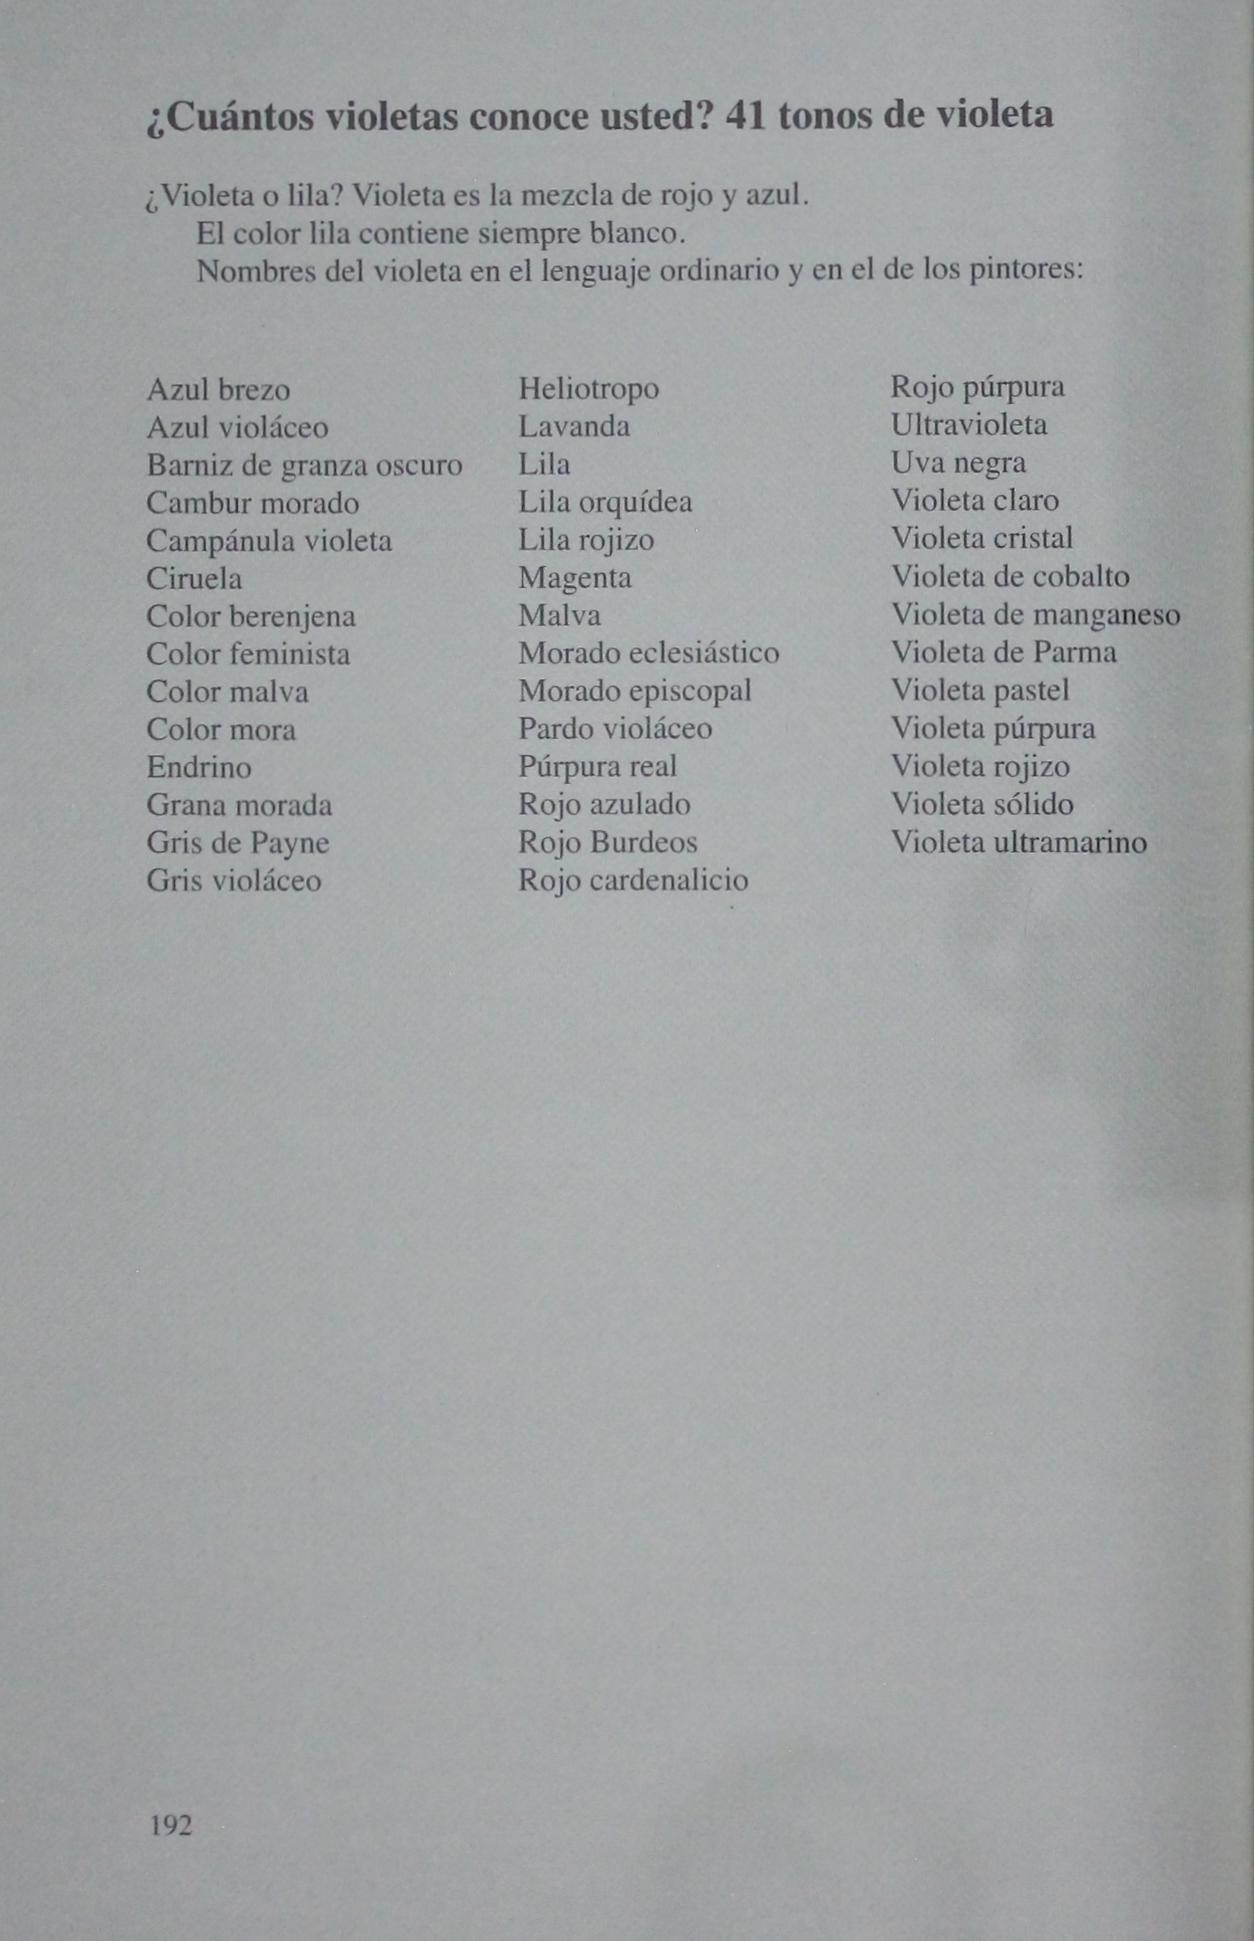 ¿Cuántos violetas conoce usted? 41 tonos de violeta
¿Violeta o lila? Violeta es la mezcla de rojo y azul.
El color lila contiene siempre blanco.
Nombres del violeta en el lenguaje ordinario y en el de los pintores:
Azul brezo
Azul violáceo
Barniz de granza oscuro
Cambur morado
Campánula violeta
Ciruela
Color berenjena
Color feminista
Color malva
Color mora
Endrino
Grana morada
Gris de Payne
Gris violáceo
Heliotropo
Lavanda
Lila
Lila orquídea
Lila rojizo
Magenta
Malva
Morado eclesiástico
Morado episcopal
Pardo violáceo
Púrpura real
Rojo azulado
Rojo Burdeos
Rojo cardenalicio
Rojo púrpura
Ultravioleta
Uva negra
Violeta claro
Violeta cristal
Violeta de cobalto
Violeta de manganeso
Violeta de Parma
Violeta pastel
Violeta púrpura
Violeta rojizo
Violeta sólido
Violeta ultramarino
192